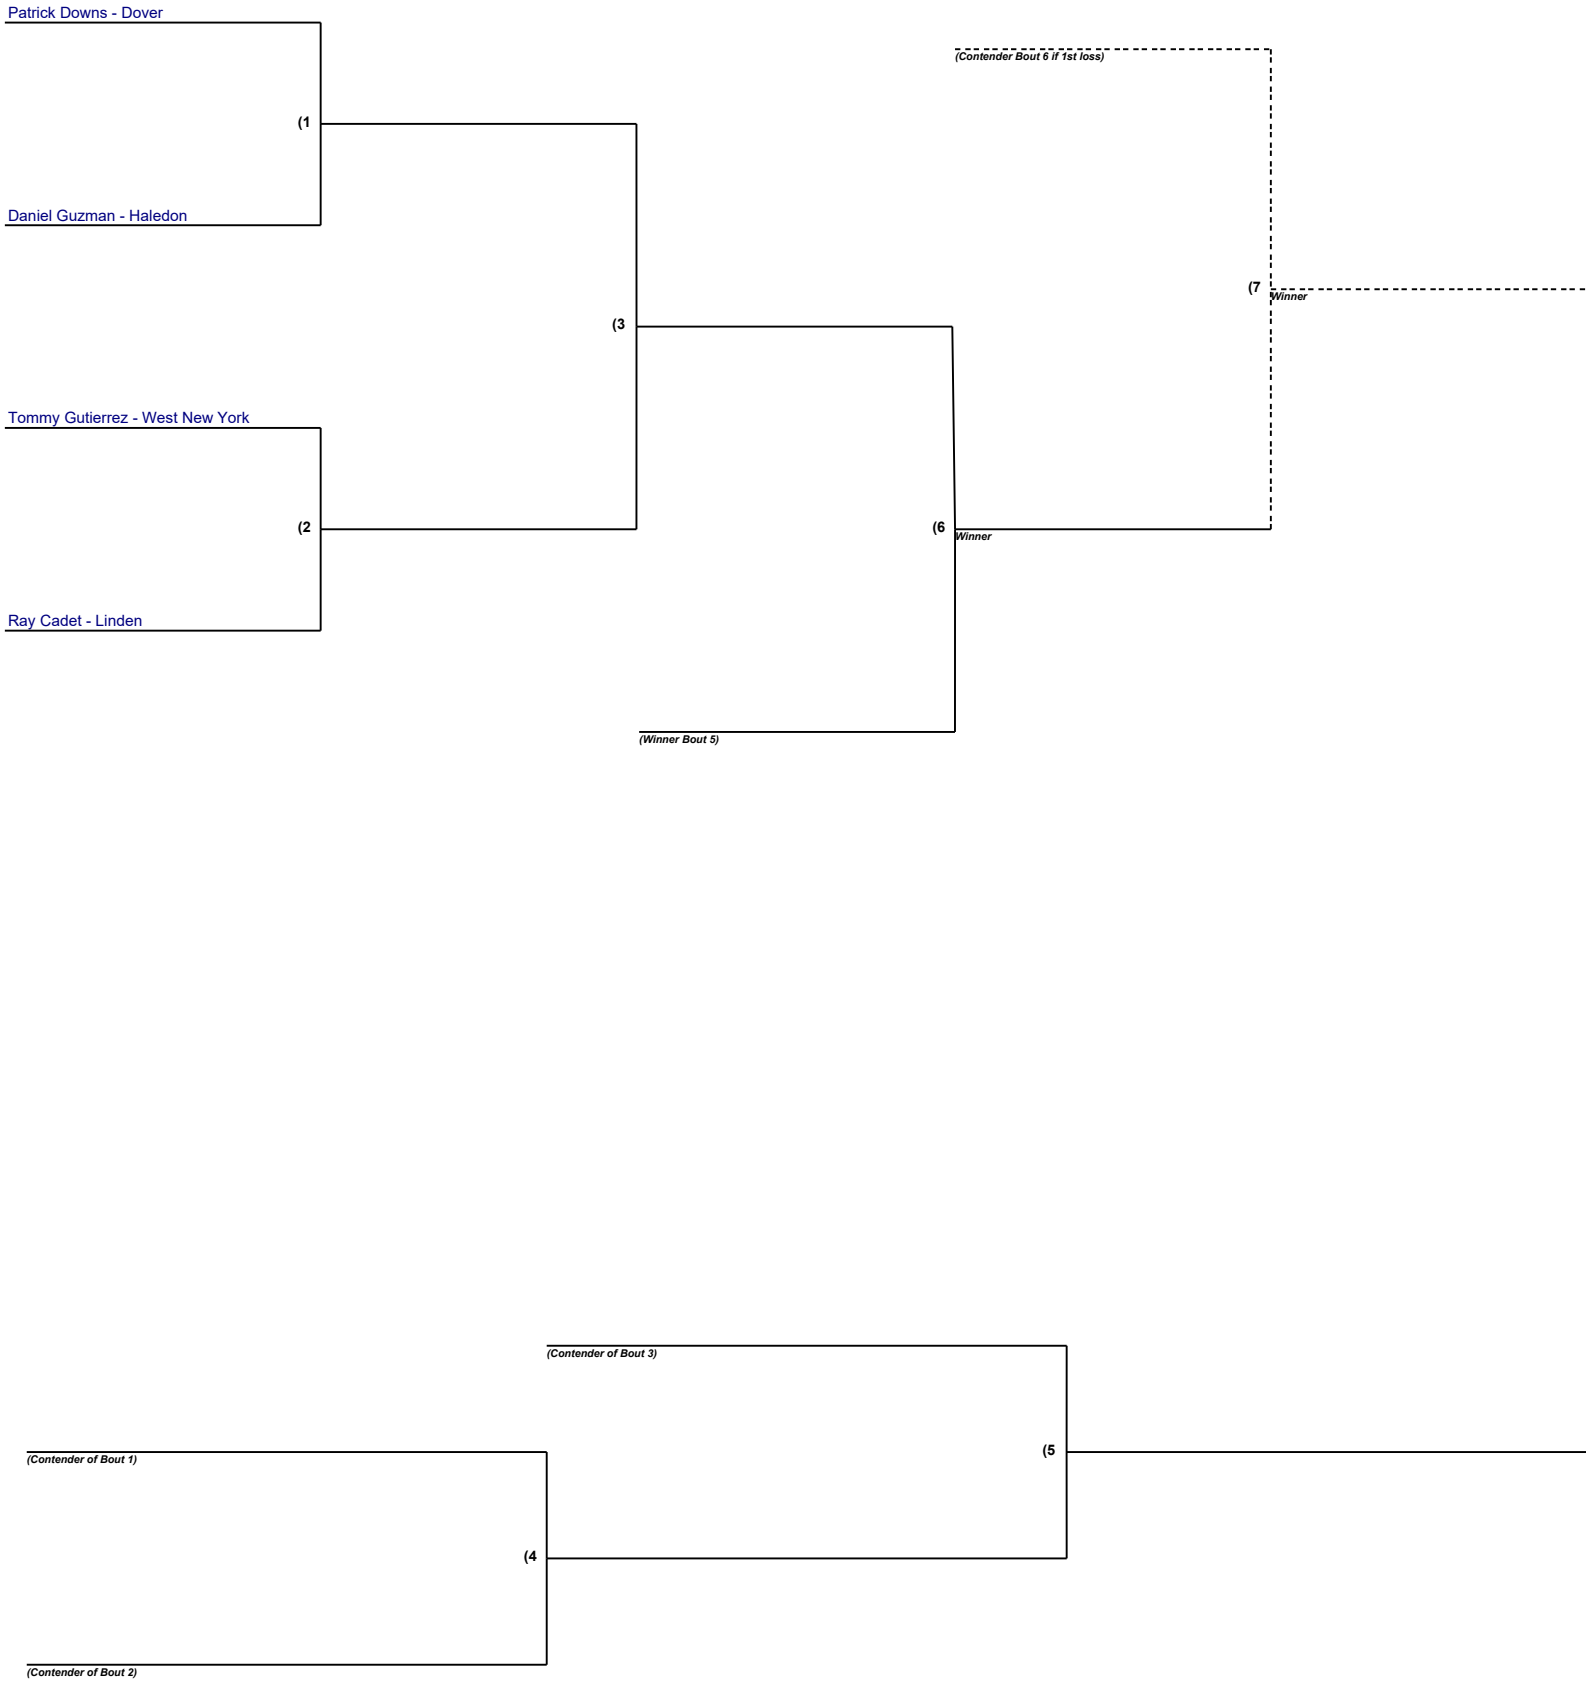 Patrick Downs - Dover
(Contender Bout 6 if 1st loss)
(1
Daniel Guzman - Haledon
(7
Winner
(3
Tommy Gutierrez - West New York
(2
(6
Winner
Ray Cadet - Linden
(Winner Bout 5)
(Contender of Bout 3)
(5
(Contender of Bout 1)
(4
(Contender of Bout 2)